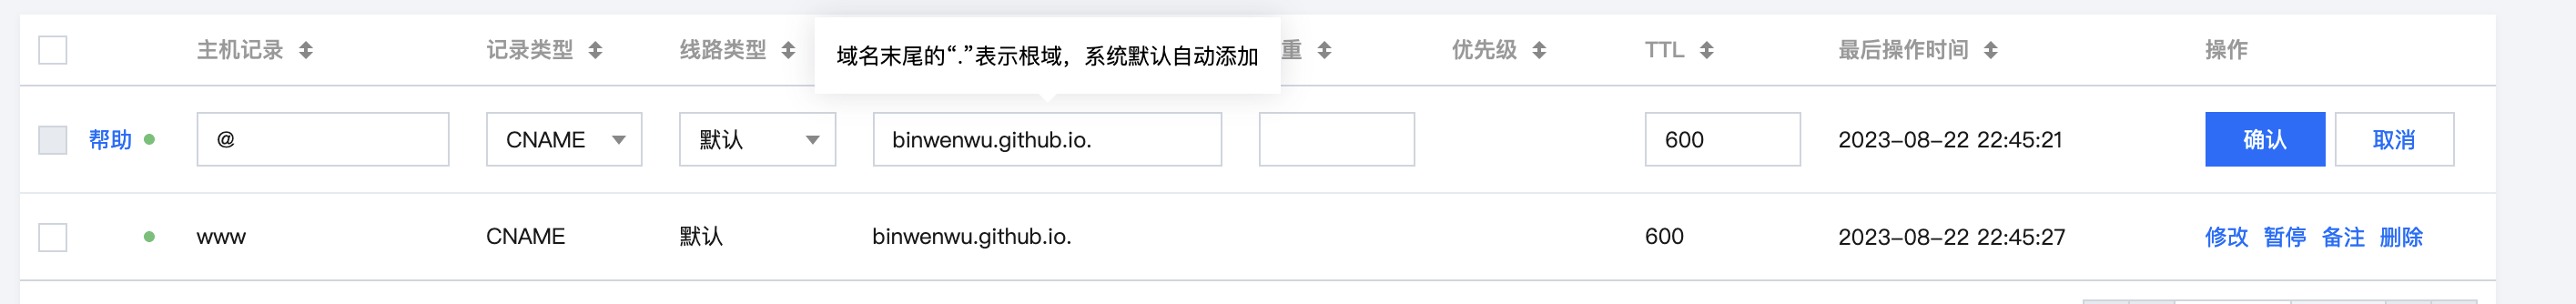 主机记录 记录类型 线路类型 域名末尾的“.”表示根域，系统默认自动添加 重 优先级 TTL 最后操作时间 操作
帮助 @ CNAME 默认 binwenwu.github.io. 600 2023-08-22 22:45:21 确认 取消
www CNAME 默认 binwenwu.github.io. 600 2023-08-22 22:45:27 修改 暂停 备注 删除